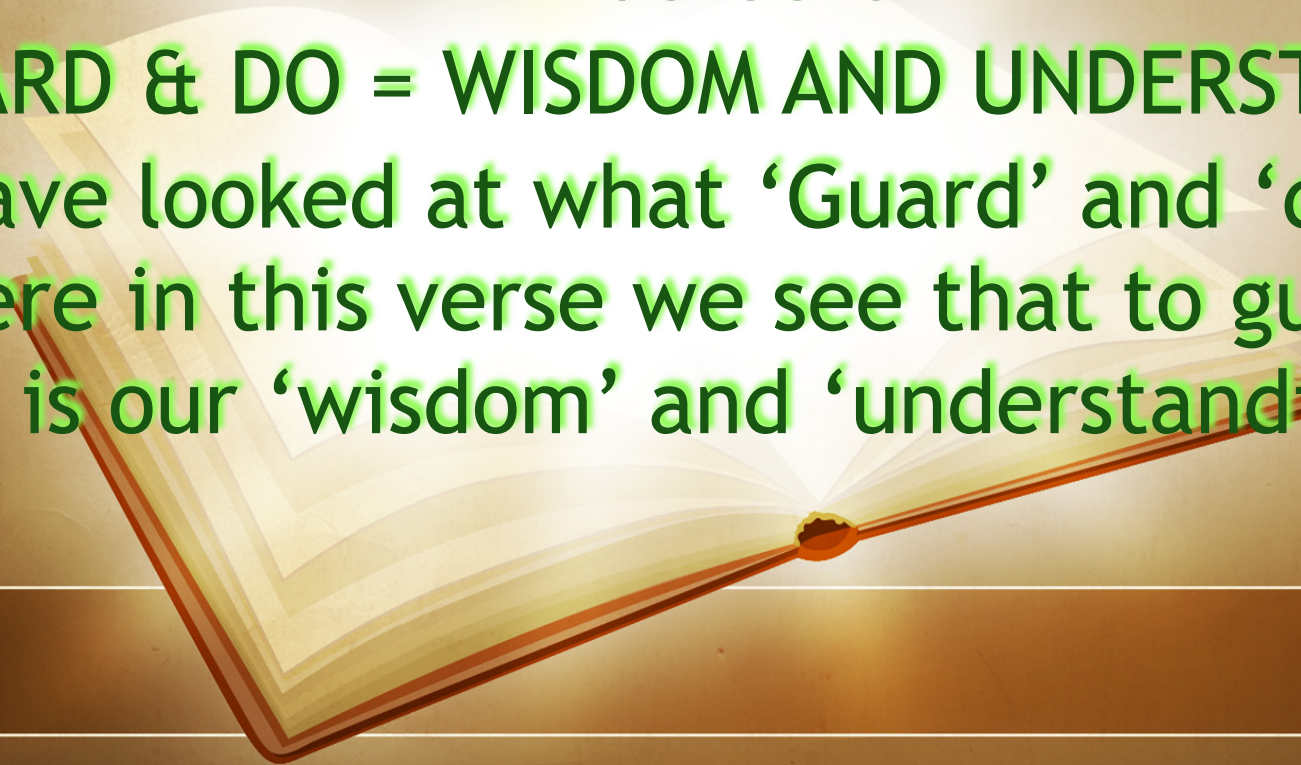 ARD & DO = WISDOM AND UNDERST
ave looked at what ‘Guard’ and ‘
ere in this verse we see that to gu
is our ‘wisdom’ and ‘understand